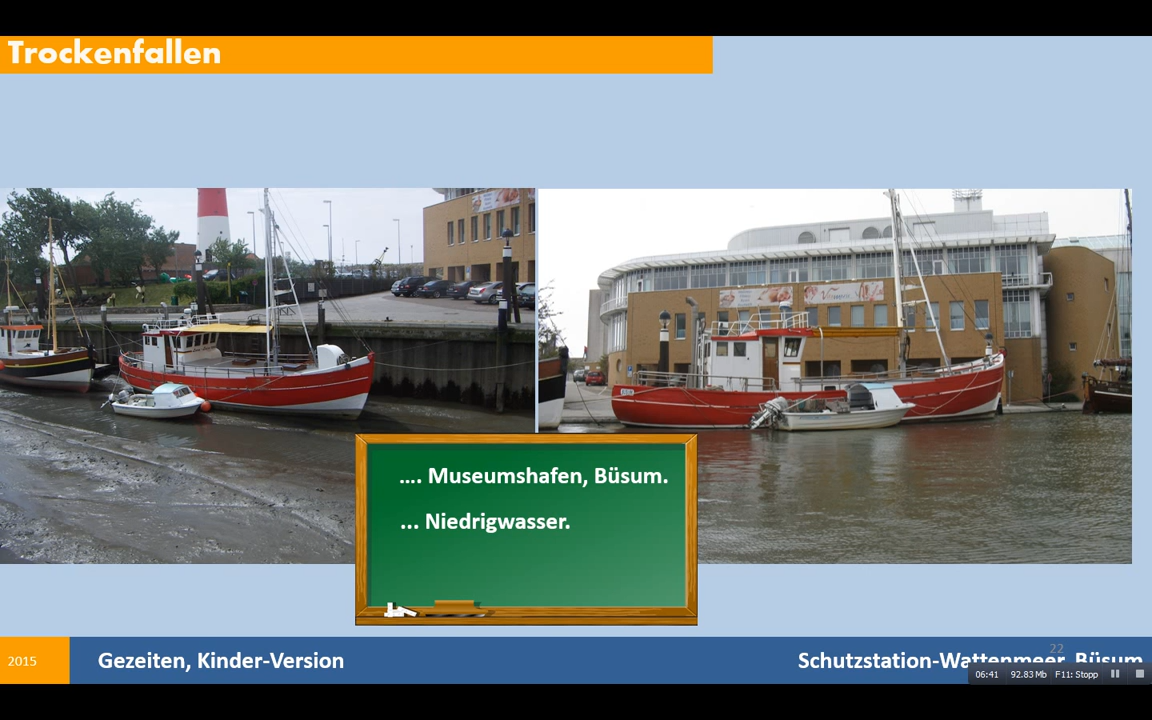 Trockenfallen
.... Museumshafen, Büsum.
... Niedrigwasser.
2015
Gezeiten, Kinder-Version
22
Schutzstation-Wattenmeer, Büsum
06:41 92.83 Mb F11: Stopp